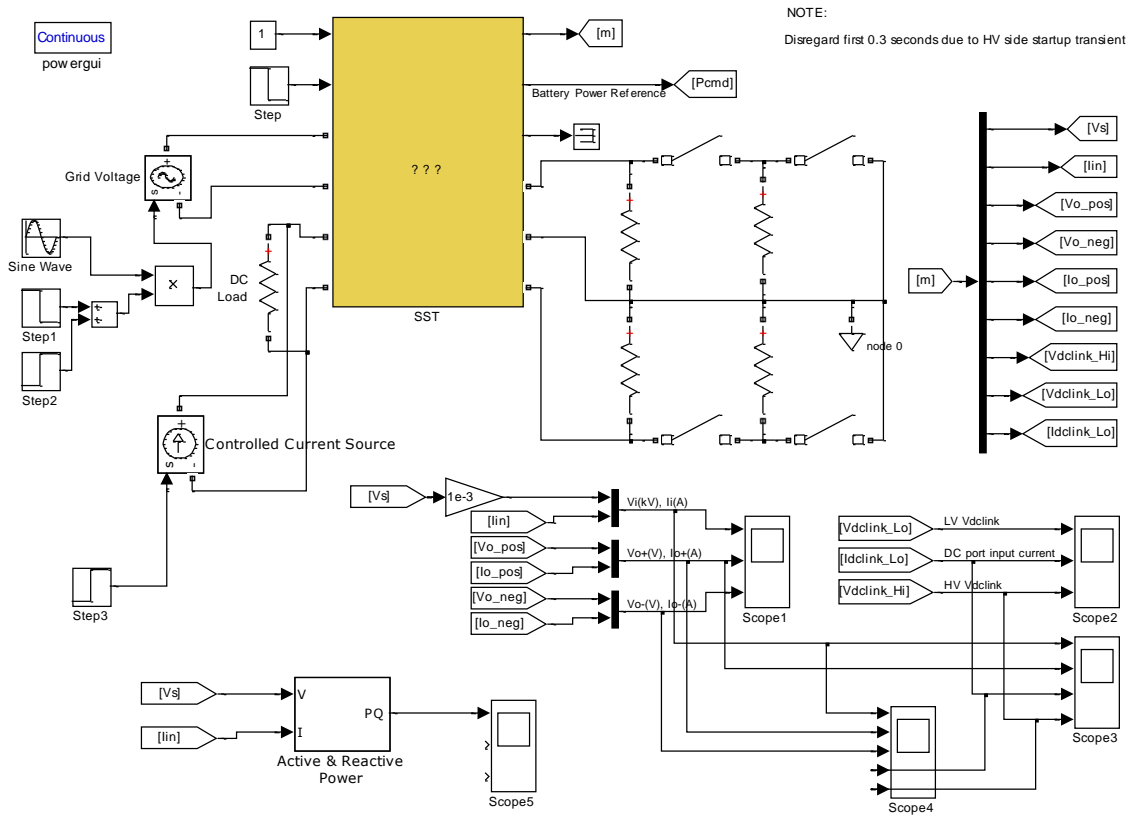 NOTE:
Disregard first 0.3 seconds due to HV side startup transient
Continuous
powergui
1
[m]
Step
Battery Power Reference
[Pcmd]
? ? ?
SST
Grid Voltage
+
s
-
Sine Wave
×
Step1
+
+
Step2
DC
Load
Controlled Current Source
+
s
-
Step3
node 0
[m]
[Vs]
[Iin]
[Vo_pos]
[Vo_neg]
[Io_pos]
[Io_neg]
[Vdclink_Hi]
[Vdclink_Lo]
[Idclink_Lo]
[Vs]
1e-3
[Iin]
[Vo_pos]
[Io_pos]
[Vo_neg]
[Io_neg]
Vi(kV), Ii(A)
Vo+(V), Io+(A)
Vo-(V), Io-(A)
Scope1
[Vdclink_Lo]
LV Vdclink
[Idclink_Lo]
DC port input current
[Vdclink_Hi]
HV Vdclink
Scope2
Scope3
Scope4
[Vs]
[Iin]
V
I
PQ
Active & Reactive
Power
Scope5